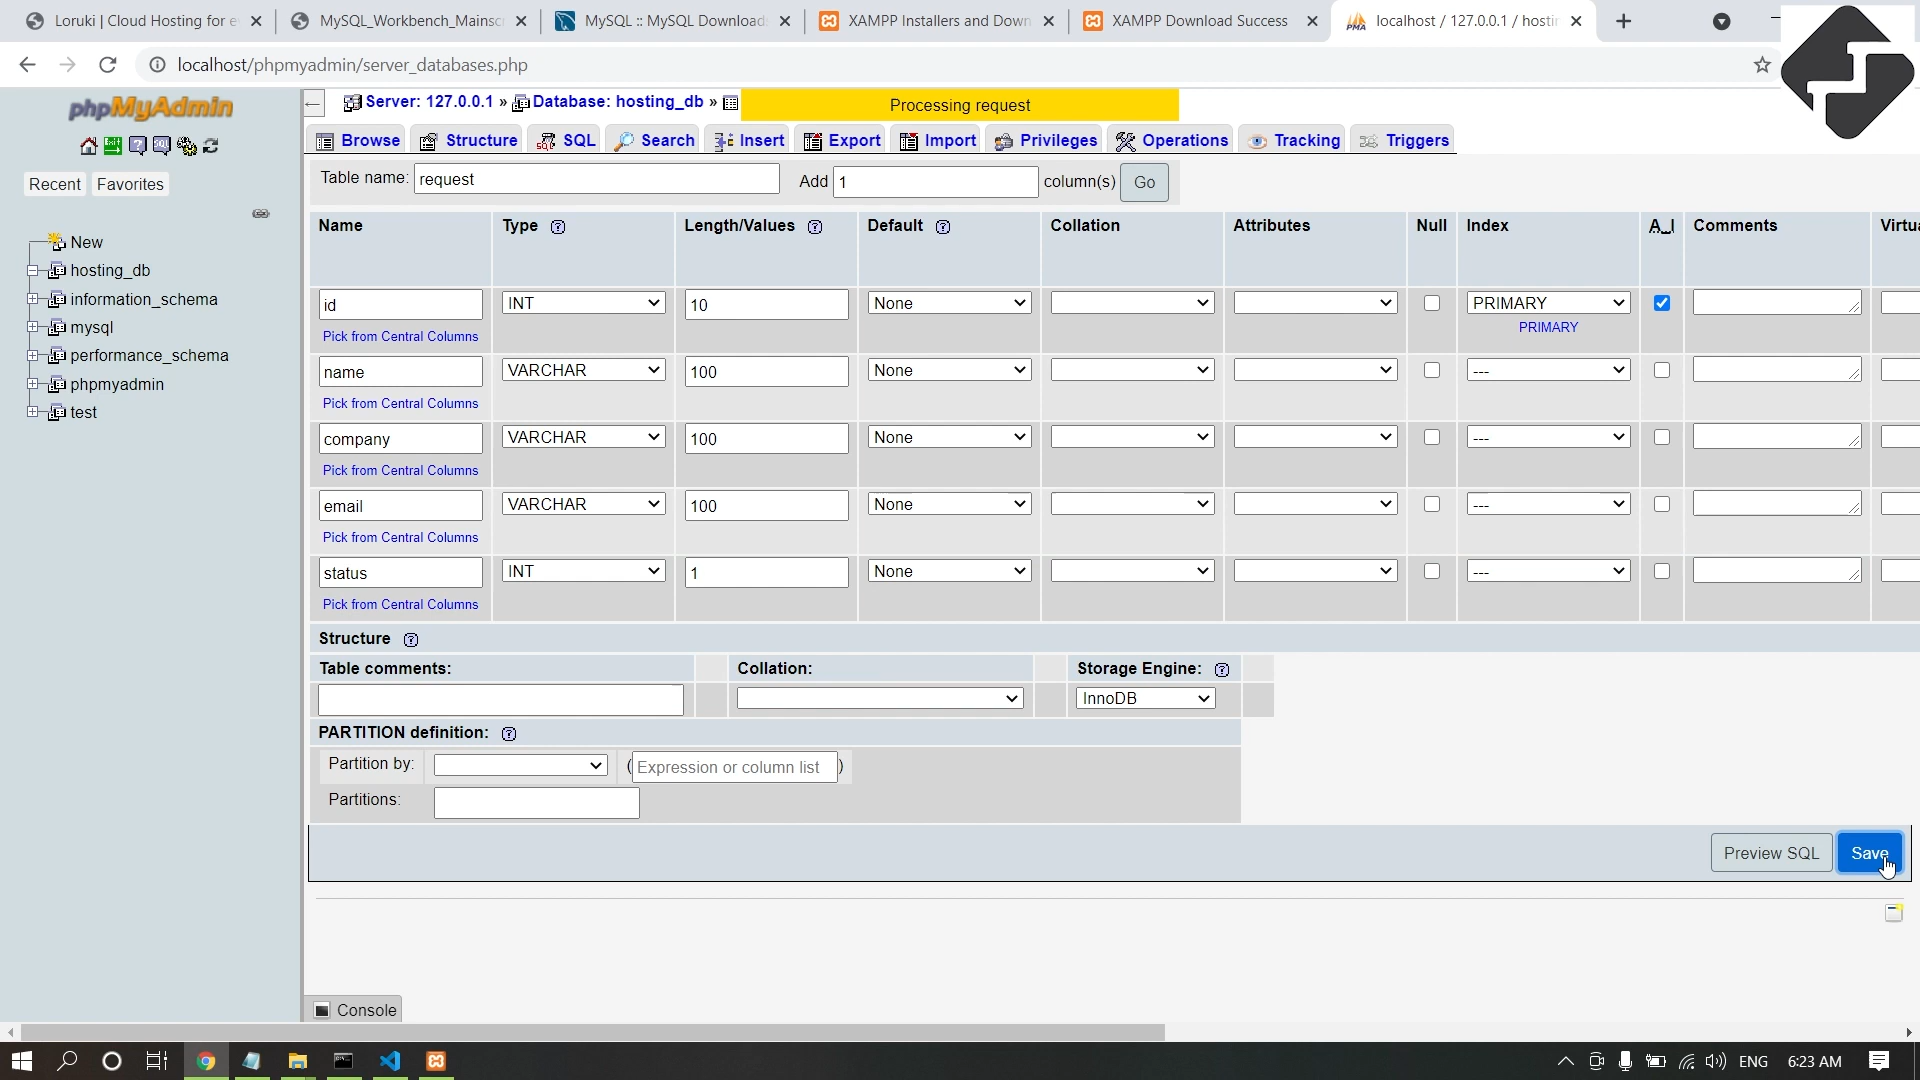 Loruki | Cloud Hosting for e
MySQL_Workbench_Mainsc
MySQL :: MySQL Download
XAMPP Installers and Down
XAMPP Download Success
PMA
localhost / 127.0.0.1 / hostin
localhost/phpmyadmin/server_databases.php
phpMyAdmin
Recent
Favorites
New
hosting_db
information_schema
mysql
performance_schema
phpmyadmin
test
Server: 127.0.0.1 » Database: hosting_db »
Processing request
Browse
Structure
SQL
Search
Insert
Export
Import
Privileges
Operations
Tracking
Triggers
Table name: request Add 1 column(s) Go
Name Type Length/Values Default Collation Attributes Null Index A_I Comments Virtua
id INT 10 None PRIMARY
Pick from Central Columns PRIMARY
name VARCHAR 100 None ---
Pick from Central Columns
company VARCHAR 100 None ---
Pick from Central Columns
email VARCHAR 100 None ---
Pick from Central Columns
status INT 1 None ---
Pick from Central Columns
Structure
Table comments: Collation: Storage Engine:
InnoDB
PARTITION definition:
Partition by: ( Expression or column list )
Partitions:
Preview SQL Save
Console
ENG 6:23 AM